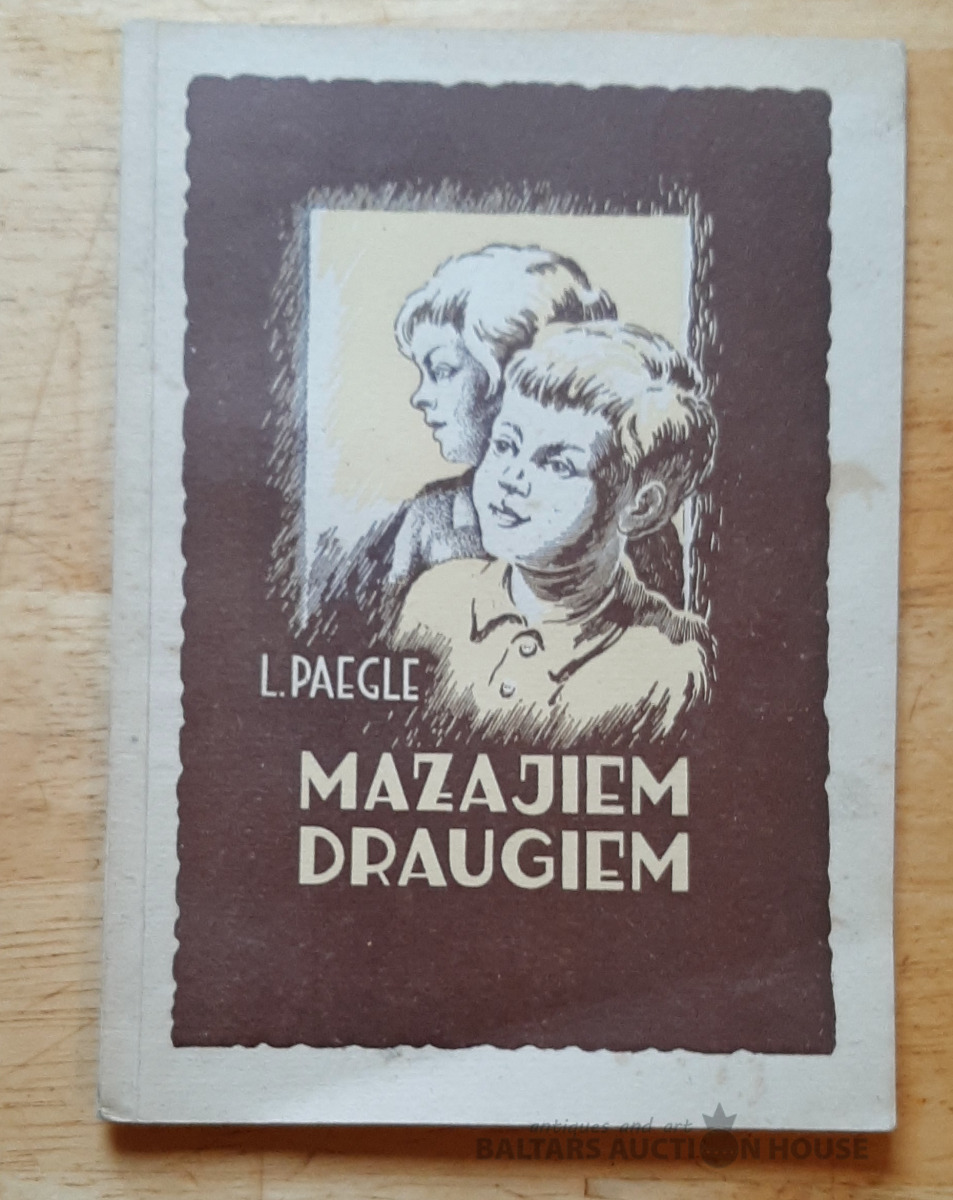 L. PAEGLE
MAZAJIEM
DRAUGIEM
antiques and art
BALTARS AUCTION HOUSE